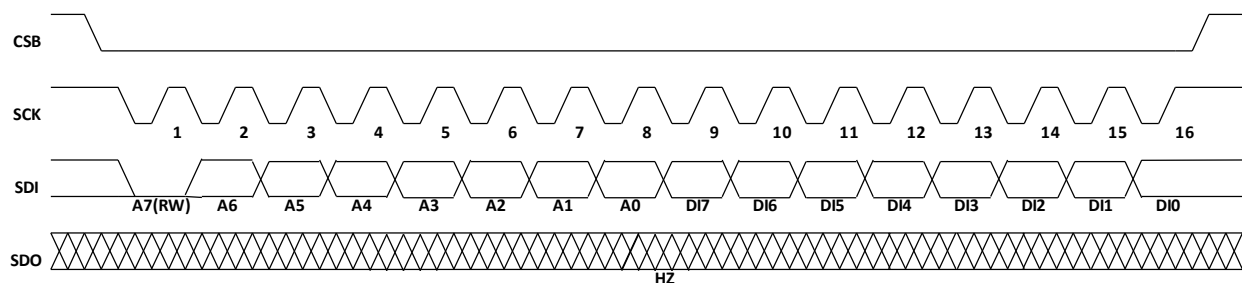 CSB
SCK
1 2 3 4 5 6 7 8 9 10 11 12 13 14 15 16
SDI
A7(RW) A6 A5 A4 A3 A2 A1 A0 DI7 DI6 DI5 DI4 DI3 DI2 DI1 DI0
SDO
HZ